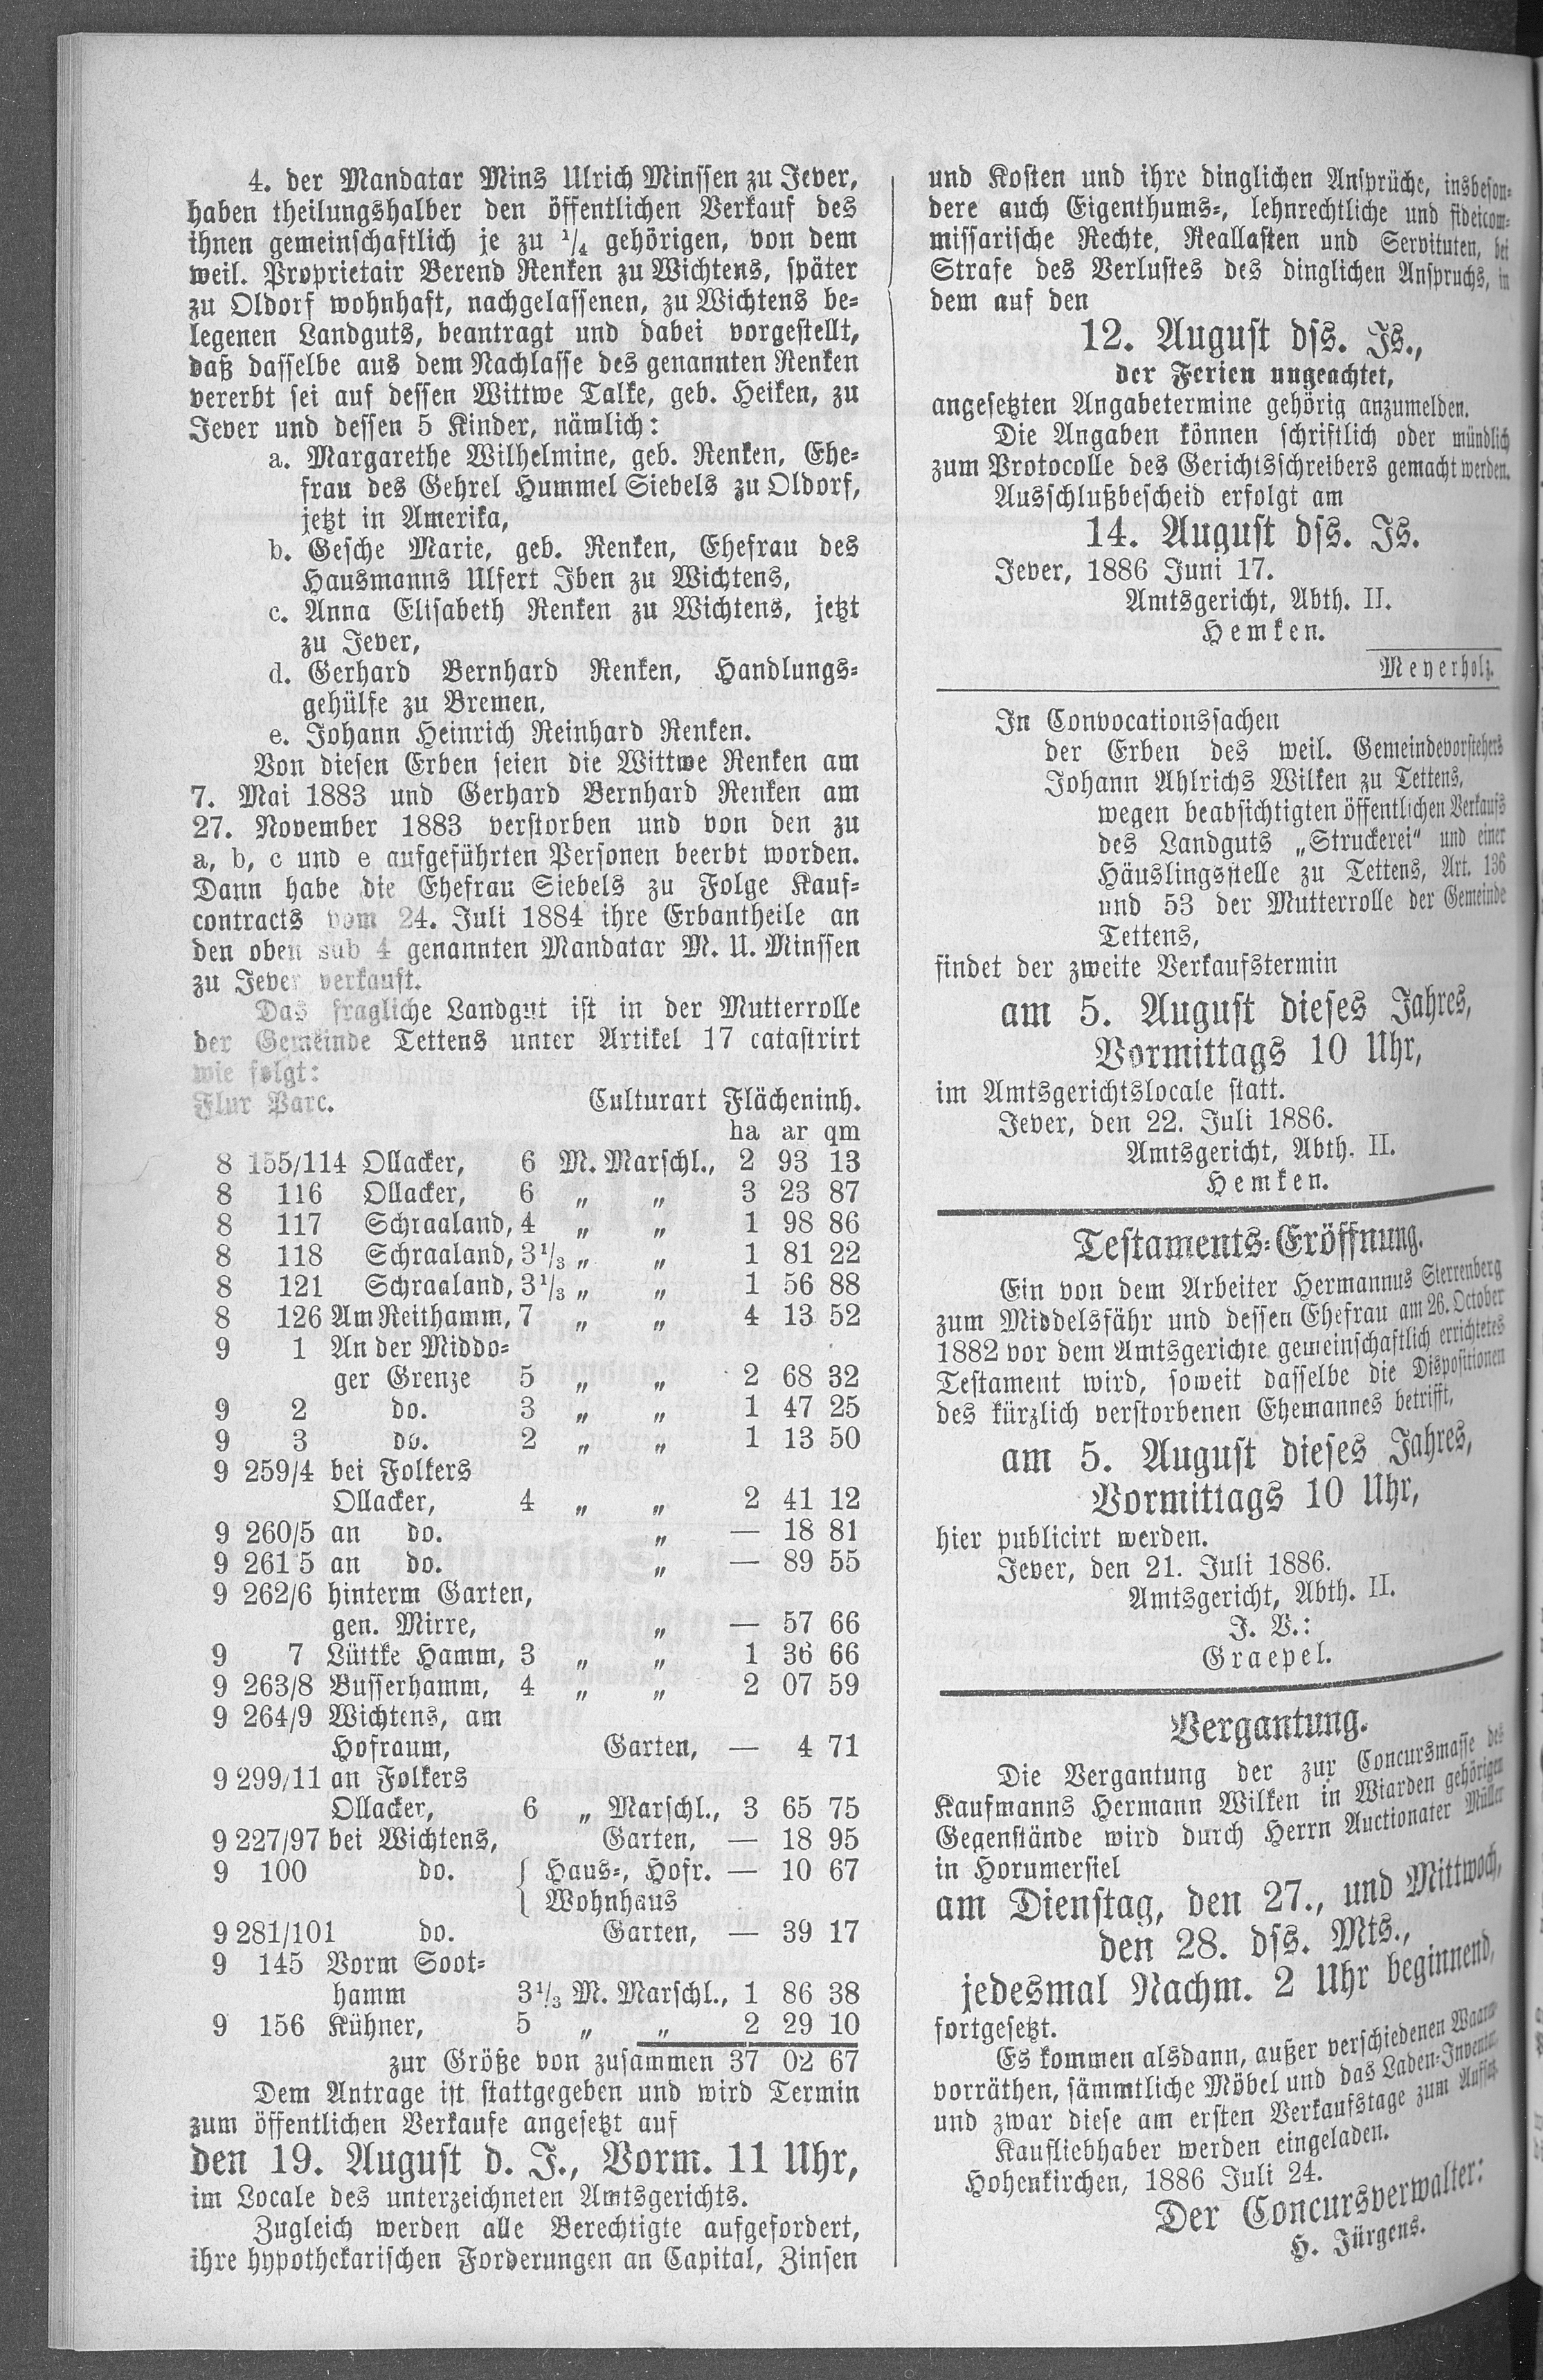 4. der Mandatar Mins Ulrich Minssen zu Jever,
haben theilungshalber den öffentlichen Verkauf des
ihnen gemeinschaftlich je zu 1/4 gehörigen, von dem
weil. Proprietair Berend Renken zu Wichtens, später
zu Oldorf wohnhaft, nachgelassenen, zu Wichtens be-
legenen Landguts, beantragt und dabei vorgestellt,
daß dasselbe aus dem Nachlasse des genannten Renken
vererbt sei auf dessen Wittwe Talke, geb. Heiken, zu
Jever und dessen 5 Kinder, nämlich:
a. Margarethe Wilhelmine, geb. Renken, Ehe-
frau des Gehrel Hummel Siebels zu Oldorf,
jetzt in Amerika,
b. Gesche Marie, geb. Renken, Ehefrau des
Hausmanns Ulfert Iben zu Wichtens,
c. Anna Elisabeth Renken zu Wichtens, jetzt
zu Jever,
d. Gerhard Bernhard Renken, Handlungs-
gehülfe zu Bremen,
e. Johann Heinrich Reinhard Renken.
Von diesen Erben seien die Wittwe Renken am
7. Mai 1883 und Gerhard Bernhard Renken am
27. November 1883 verstorben und von den zu
a, b, c und e aufgeführten Personen beerbt worden.
Dann habe die Ehefrau Siebels zu Folge Kauf-
contracts vom 24. Juli 1884 ihre Erbantheile an
den oben sub 4 genannten Mandatar M. U. Minssen
zu Jever verkauft.
Das fragliche Landgut ist in der Mutterrolle
der Gemeinde Tettens unter Artikel 17 catastrirt
wie folgt:
Flur Parc. Culturart Flächeninh.
ha ar qm
8 155/114 Ollacker, 6 M. Marschl., 2 93 13
8 116 Ollacker, 6 „ „ 3 23 87
8 117 Schraaland, 4 „ „ 1 98 86
8 118 Schraaland, 3 1/3 „ „ 1 81 22
8 121 Schraaland, 3 1/3 „ „ 1 56 88
8 126 Am Reithamm, 7 „ „ 4 13 52
9 1 An der Middo-
ger Grenze 5 „ „ 2 68 32
9 2 do. 3 „ „ 1 47 25
9 3 do. 2 „ „ 1 13 50
9 259/4 bei Folkers
Ollacker, 4 „ „ 2 41 12
9 260/5 an do. „ — 18 81
9 261 5 an do. „ — 89 55
9 262/6 hinterm Garten,
gen. Mirre, „ — 57 66
9 7 Lüttke Hamm, 3 „ „ 1 36 66
9 263/8 Busserhamm, 4 „ „ 2 07 59
9 264/9 Wichtens, am
Hofraum, Garten, — 4 71
9 299/11 an Folkers
Ollacker, 6 „ Marschl., 3 65 75
9 227/97 bei Wichtens, Garten, — 18 95
9 100 do. { Haus-, Hofr. — 10 67
Wohnhaus
9 281/101 do. Garten, — 39 17
9 145 Vorm Soot-
hamm 3 1/3 M. Marschl., 1 86 38
9 156 Kühner, 5 „ „ 2 29 10
zur Größe von zusammen 37 02 67
Dem Antrage ist stattgegeben und wird Termin
zum öffentlichen Verkaufe angesetzt auf
den 19. August d. J., Vorm. 11 Uhr,
im Locale des unterzeichneten Amtsgerichts.
Zugleich werden alle Berechtigte aufgefordert,
ihre hypothekarischen Forderungen an Capital, Zinsen
und Kosten und ihre dinglichen Ansprüche, insbeson-
dere auch Eigenthums-, lehnrechtliche und fideicom-
missarische Rechte, Reallasten und Servituten, bei
Strafe des Verlustes des dinglichen Anspruchs, in
dem auf den
12. August dss. Js.,
der Ferien ungeachtet,
angesetzten Angabetermine gehörig anzumelden.
Die Angaben können schriftlich oder mündlich
zum Protocolle des Gerichtsschreibers gemacht werden.
Ausschlußbescheid erfolgt am
14. August dss. Js.
Jever, 1886 Juni 17.
Amtsgericht, Abth. II.
Hemken.
Meyerholz.
In Convocationssachen
der Erben des weil. Gemeindevorstehers
Johann Ahlrichs Wilken zu Tettens,
wegen beabsichtigten öffentlichen Verkaufs
des Landguts „Struckerei" und einer
Häuslingsstelle zu Tettens, Art. 136
und 53 der Mutterrolle der Gemeinde
Tettens,
findet der zweite Verkaufstermin
am 5. August dieses Jahres,
Vormittags 10 Uhr,
im Amtsgerichtslocale statt.
Jever, den 22. Juli 1886.
Amtsgericht, Abth. II.
Hemken.
Testaments-Eröffnung.
Ein von dem Arbeiter Hermannus Sterrenberg
zum Middelsfähr und dessen Ehefrau am 26. October
1882 vor dem Amtsgerichte gemeinschaftlich errichtetes
Testament wird, soweit dasselbe die Dispositionen
des kürzlich verstorbenen Ehemannes betrifft,
am 5. August dieses Jahres,
Vormittags 10 Uhr,
hier publicirt werden.
Jever, den 21. Juli 1886.
Amtsgericht, Abth. II.
J. V.:
Graepel.
Vergantung.
Die Vergantung der zur Concursmasse des
Kaufmanns Hermann Wilken in Wiarden gehörigen
Gegenstände wird durch Herrn Auctionater Müller
in Horumersiel
am Dienstag, den 27., und Mittwoch,
den 28. dss. Mts.,
jedesmal Nachm. 2 Uhr beginnend,
fortgesetzt.
Es kommen alsdann, außer verschiedenen Waaren-
vorräthen, sämmtliche Möbel und das Laden-Inventar
und zwar diese am ersten Verkaufstage zum Aufsatz.
Kaufliebhaber werden eingeladen.
Hohenkirchen, 1886 Juli 24.
Der Concursverwalter:
H. Jürgens.